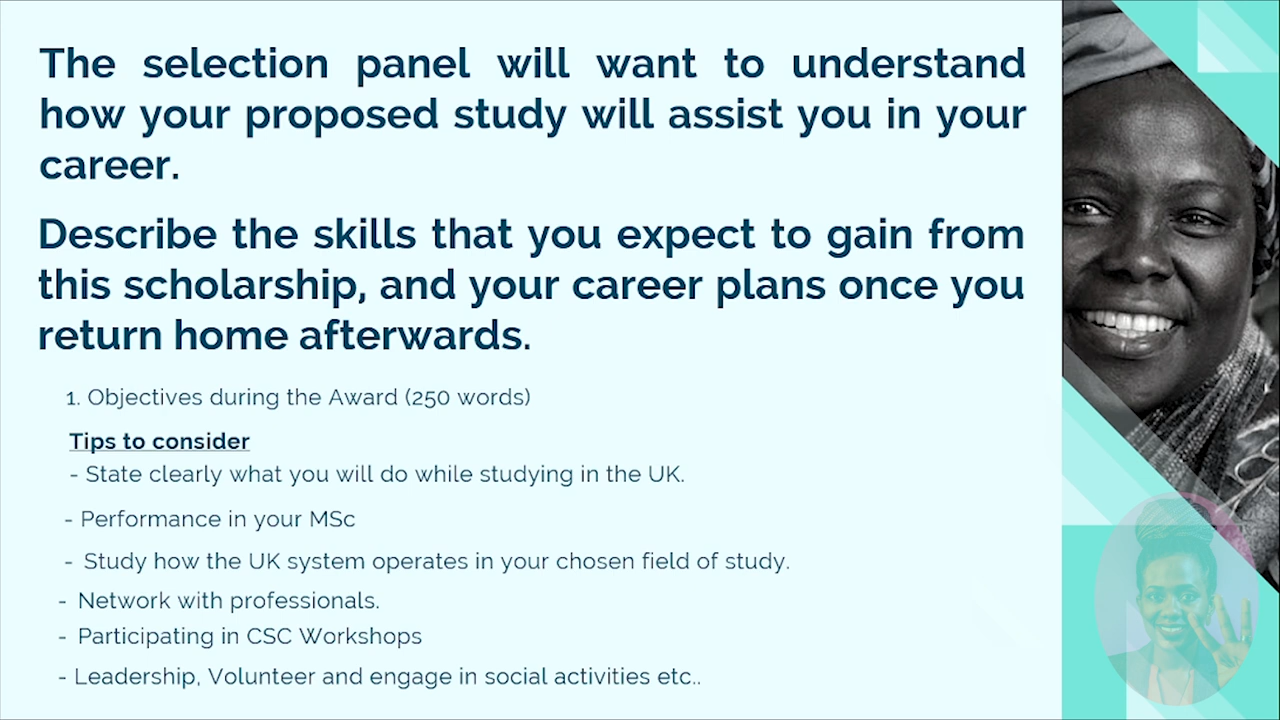 The selection panel will want to understand
how your proposed study will assist you in your
career.
Describe the skills that you expect to gain from
this scholarship, and your career plans once you
return home afterwards.
1. Objectives during the Award (250 words)
Tips to consider
- State clearly what you will do while studying in the UK.
- Performance in your MSc
- Study how the UK system operates in your chosen field of study.
- Network with professionals.
- Participating in CSC Workshops
- Leadership, Volunteer and engage in social activities etc..